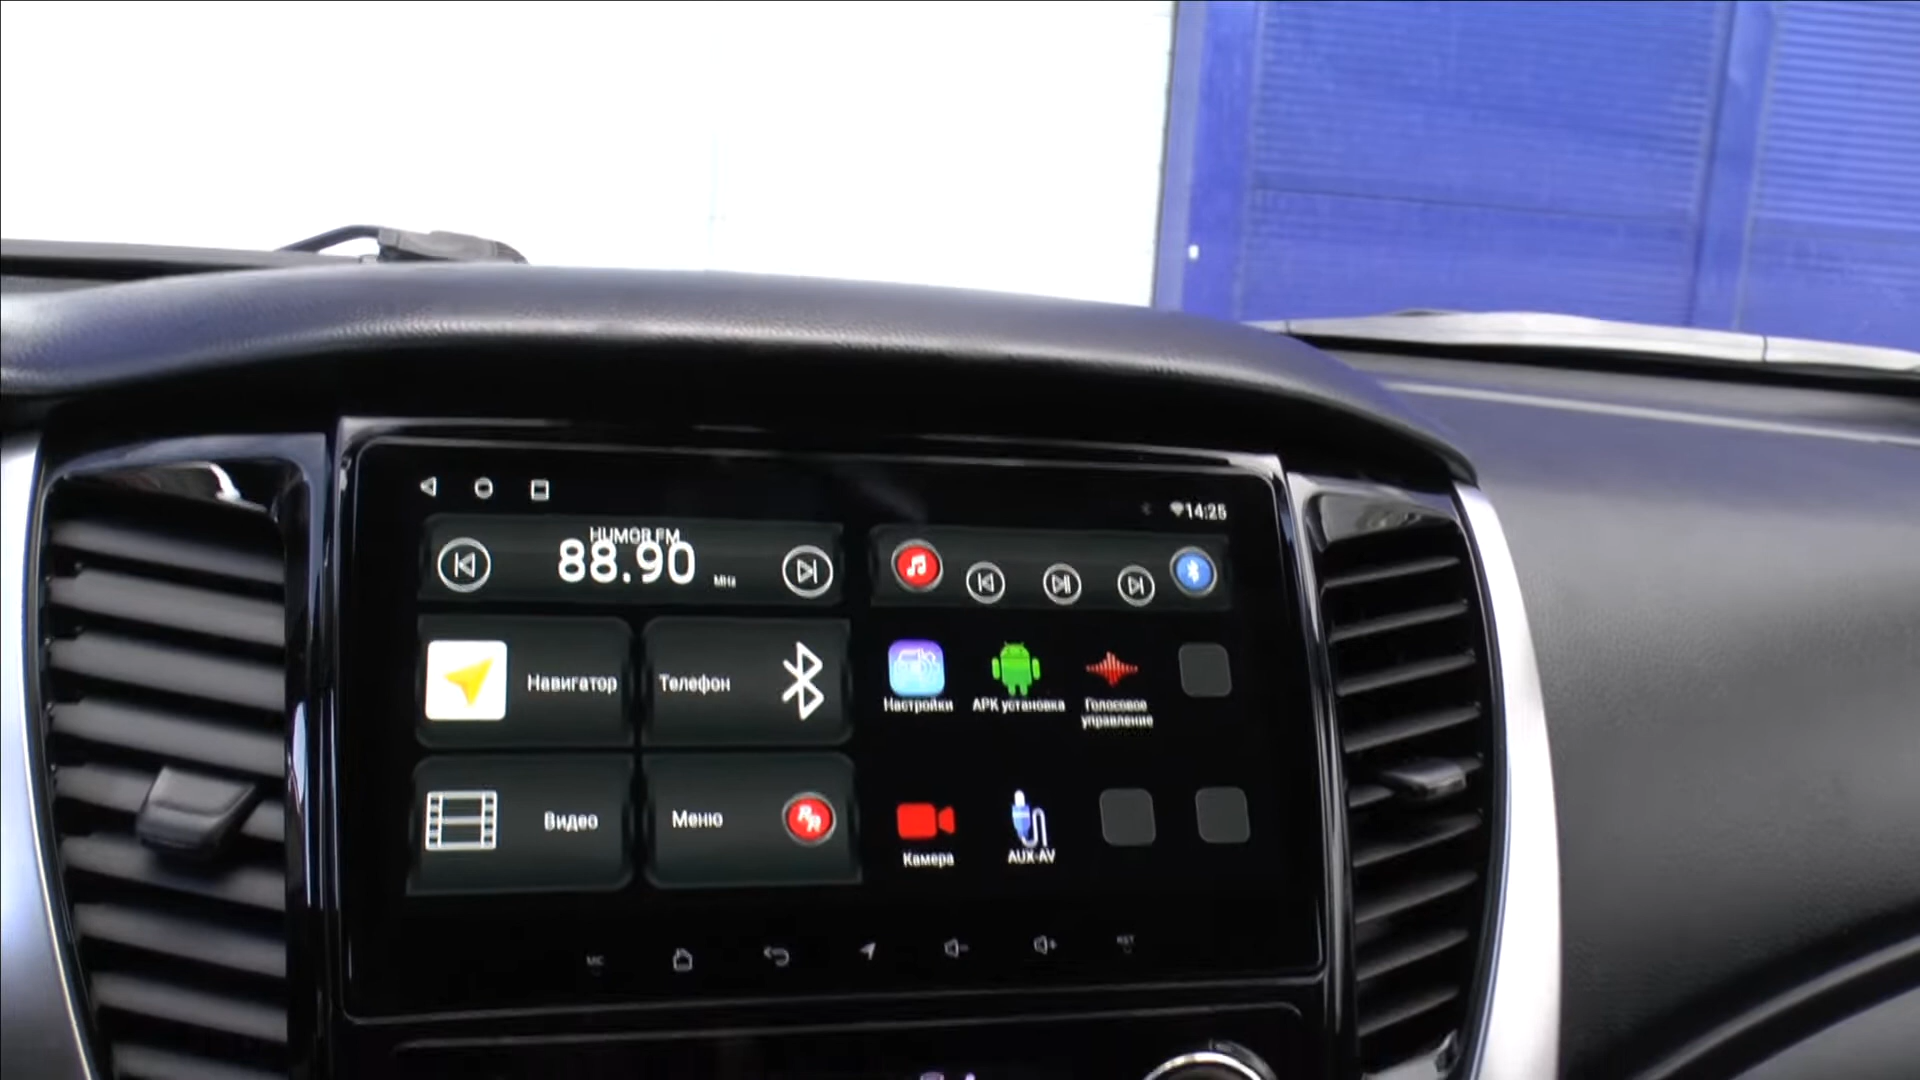 14:25
HUMOR FM
88.90 MHz
Навигатор
Телефон
Настройки
APK установка
Голосовое
управление
Видео
Меню
RR
Камера
AUX-AV
MIC
RST